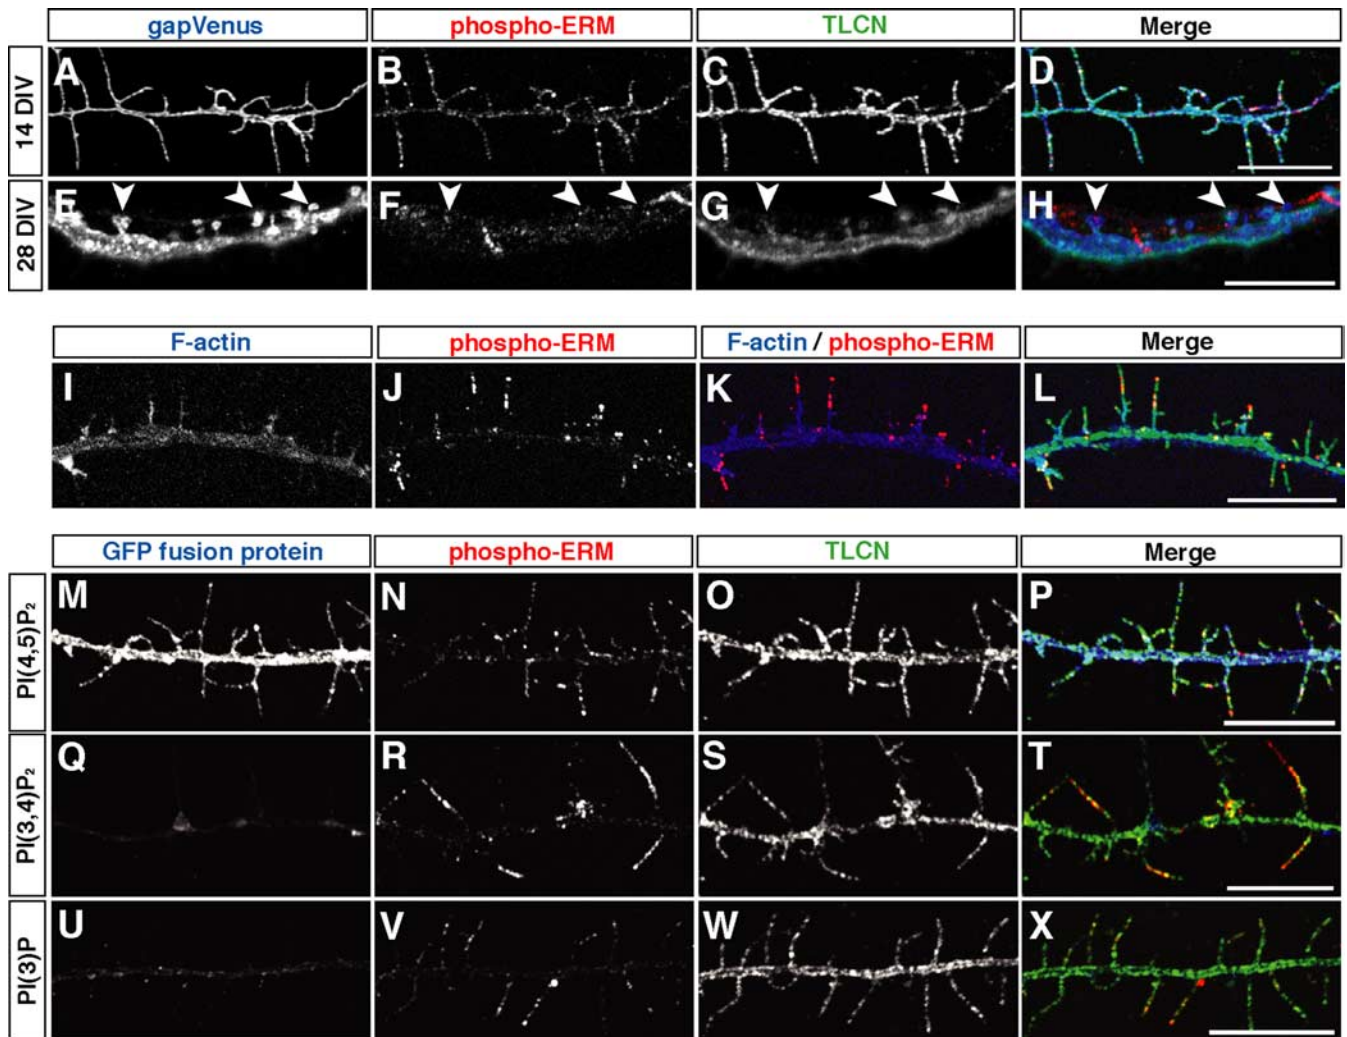 gapVenus phospho-ERM TLCN Merge
14 DIV
A B C D
28 DIV
E F G H
F-actin phospho-ERM F-actin / phospho-ERM Merge
I J K L
GFP fusion protein phospho-ERM TLCN Merge
PI(4,5)P₂
M N O P
PI(3,4)P₂
Q R S T
PI(3)P
U V W X